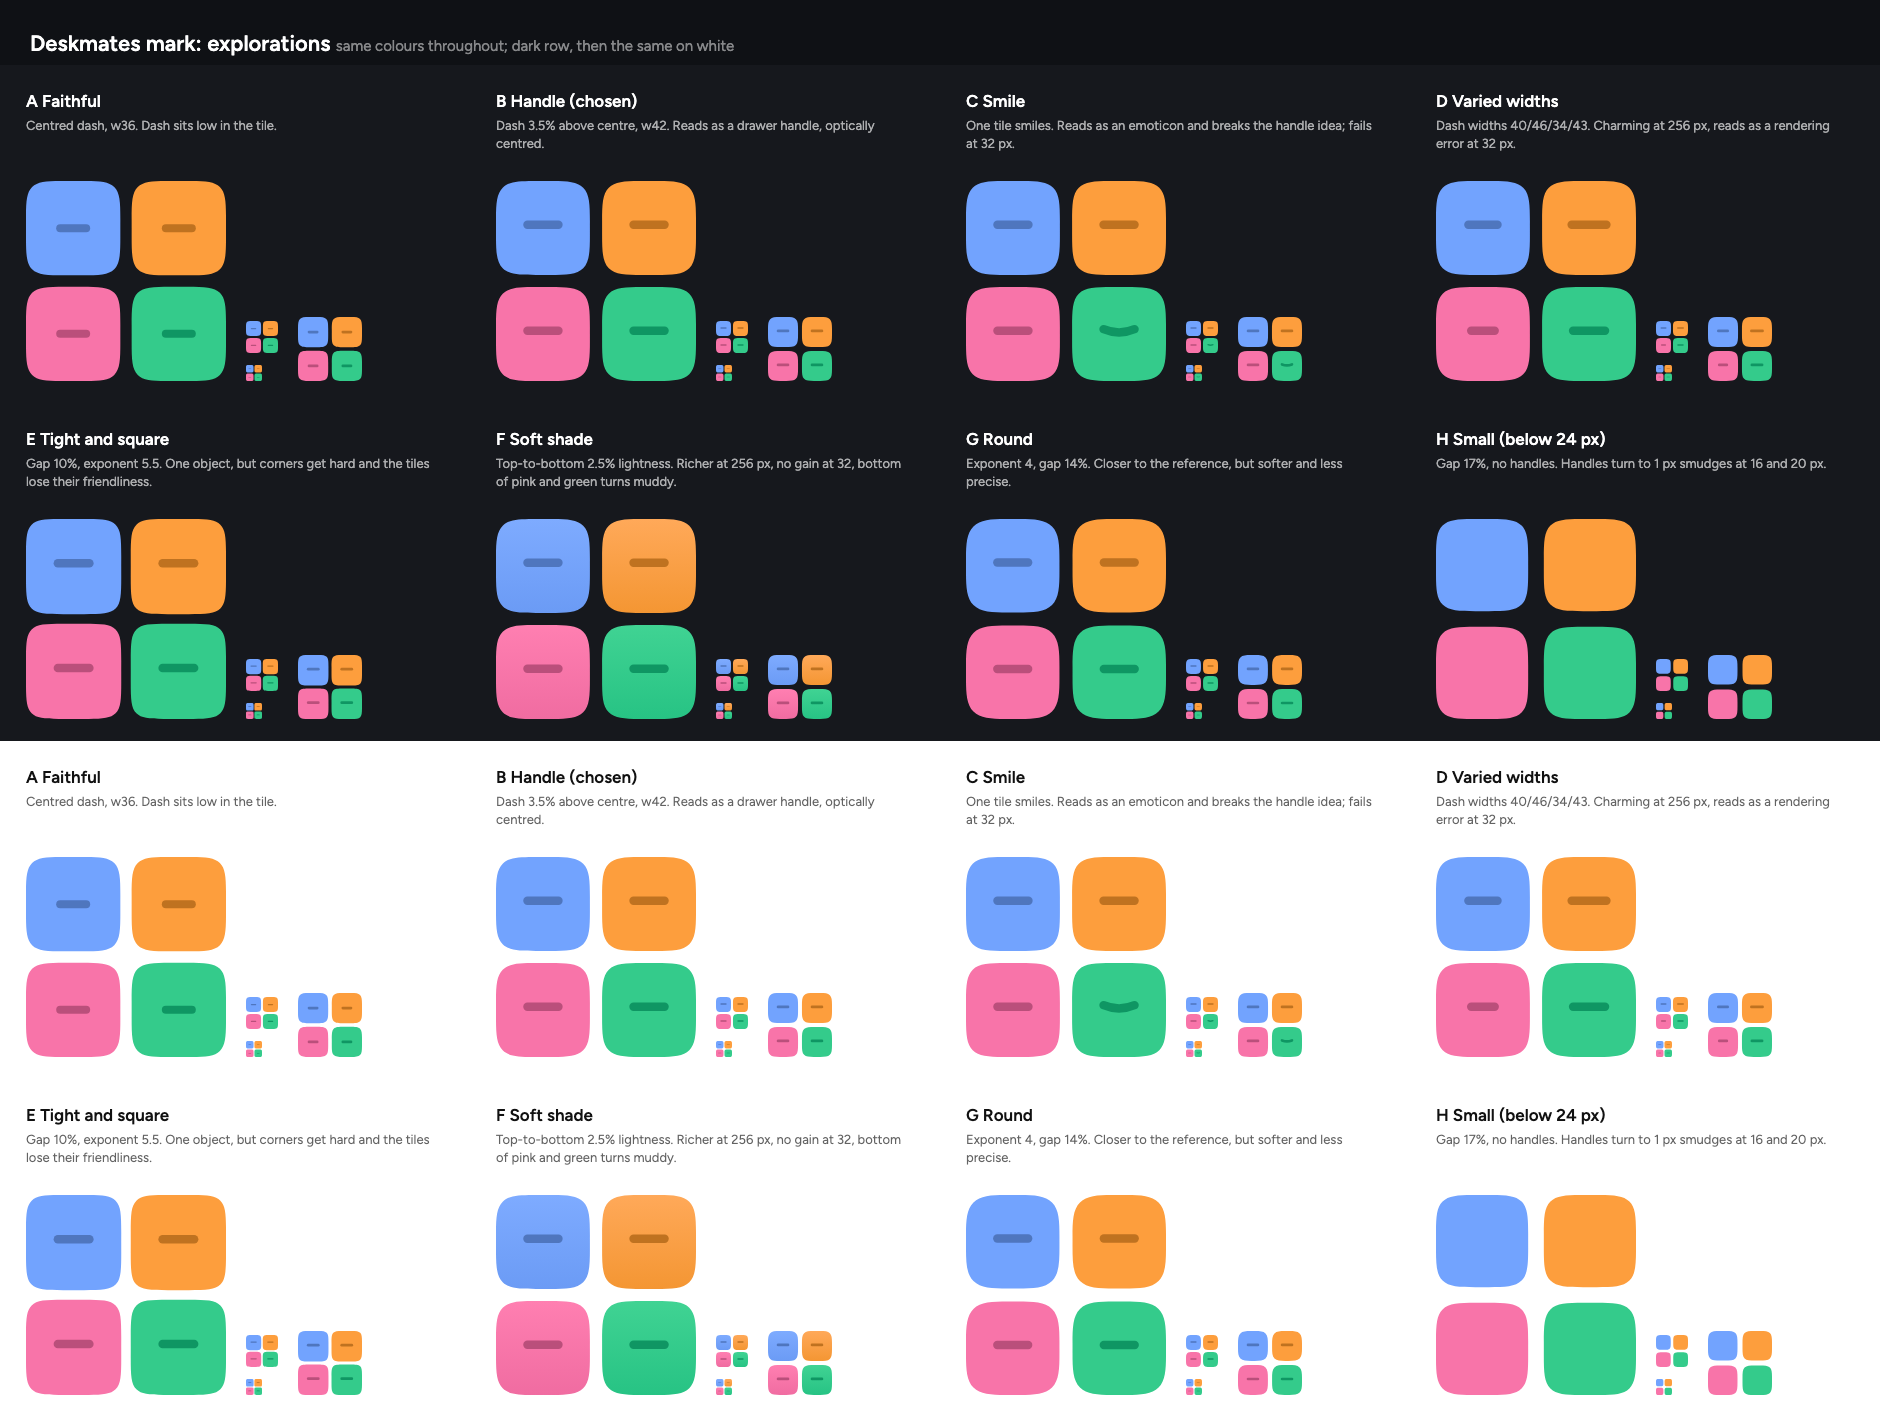 Deskmates mark: explorations same colours throughout; dark row, then the same on white
A Faithful
Centred dash, w36. Dash sits low in the tile.
B Handle (chosen)
Dash 3.5% above centre, w42. Reads as a drawer handle, optically
centred.
C Smile
One tile smiles. Reads as an emoticon and breaks the handle idea; fails
at 32 px.
D Varied widths
Dash widths 40/46/34/43. Charming at 256 px, reads as a rendering
error at 32 px.
E Tight and square
Gap 10%, exponent 5.5. One object, but corners get hard and the tiles
lose their friendliness.
F Soft shade
Top-to-bottom 2.5% lightness. Richer at 256 px, no gain at 32, bottom
of pink and green turns muddy.
G Round
Exponent 4, gap 14%. Closer to the reference, but softer and less
precise.
H Small (below 24 px)
Gap 17%, no handles. Handles turn to 1 px smudges at 16 and 20 px.
A Faithful
Centred dash, w36. Dash sits low in the tile.
B Handle (chosen)
Dash 3.5% above centre, w42. Reads as a drawer handle, optically
centred.
C Smile
One tile smiles. Reads as an emoticon and breaks the handle idea; fails
at 32 px.
D Varied widths
Dash widths 40/46/34/43. Charming at 256 px, reads as a rendering
error at 32 px.
E Tight and square
Gap 10%, exponent 5.5. One object, but corners get hard and the tiles
lose their friendliness.
F Soft shade
Top-to-bottom 2.5% lightness. Richer at 256 px, no gain at 32, bottom
of pink and green turns muddy.
G Round
Exponent 4, gap 14%. Closer to the reference, but softer and less
precise.
H Small (below 24 px)
Gap 17%, no handles. Handles turn to 1 px smudges at 16 and 20 px.